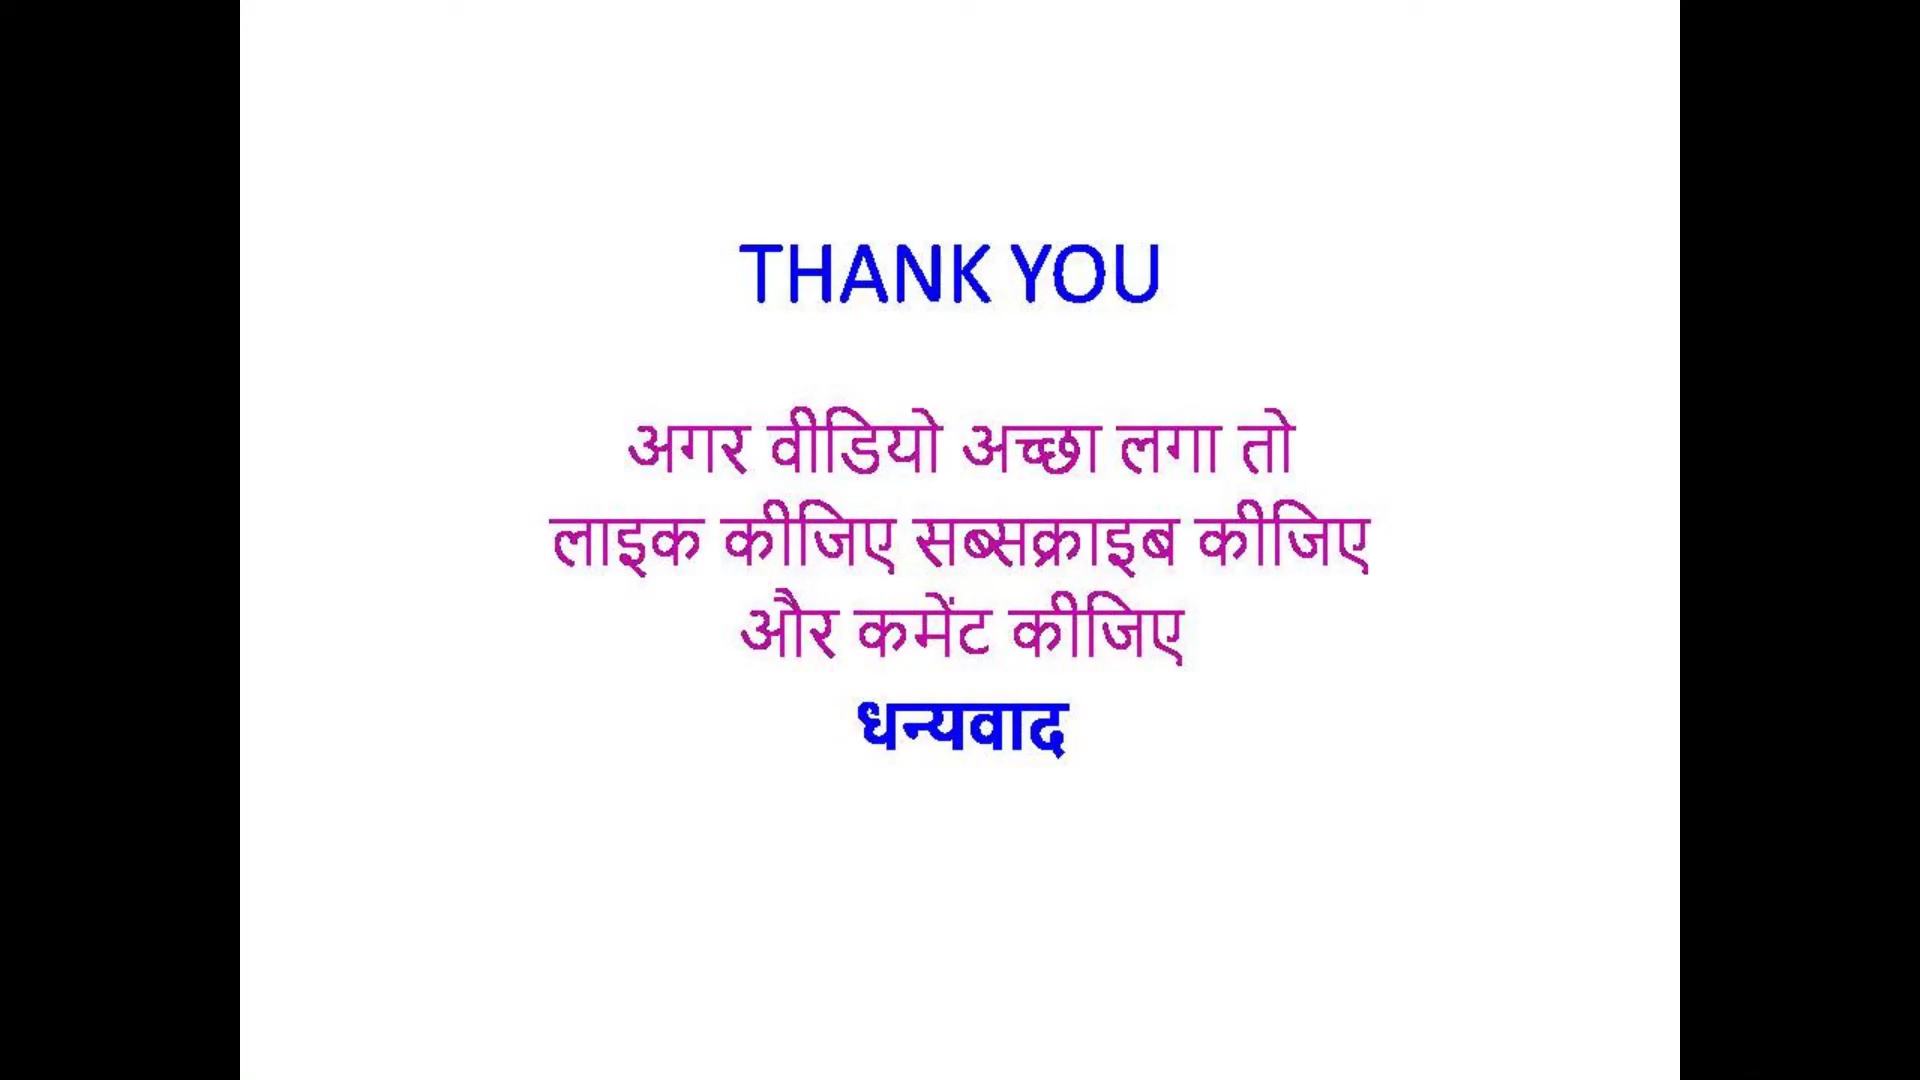 THANK YOU
अगर वीडियो अच्छा लगा तो
लाइक कीजिए सब्सक्राइब कीजिए
और कमेंट कीजिए
धन्यवाद